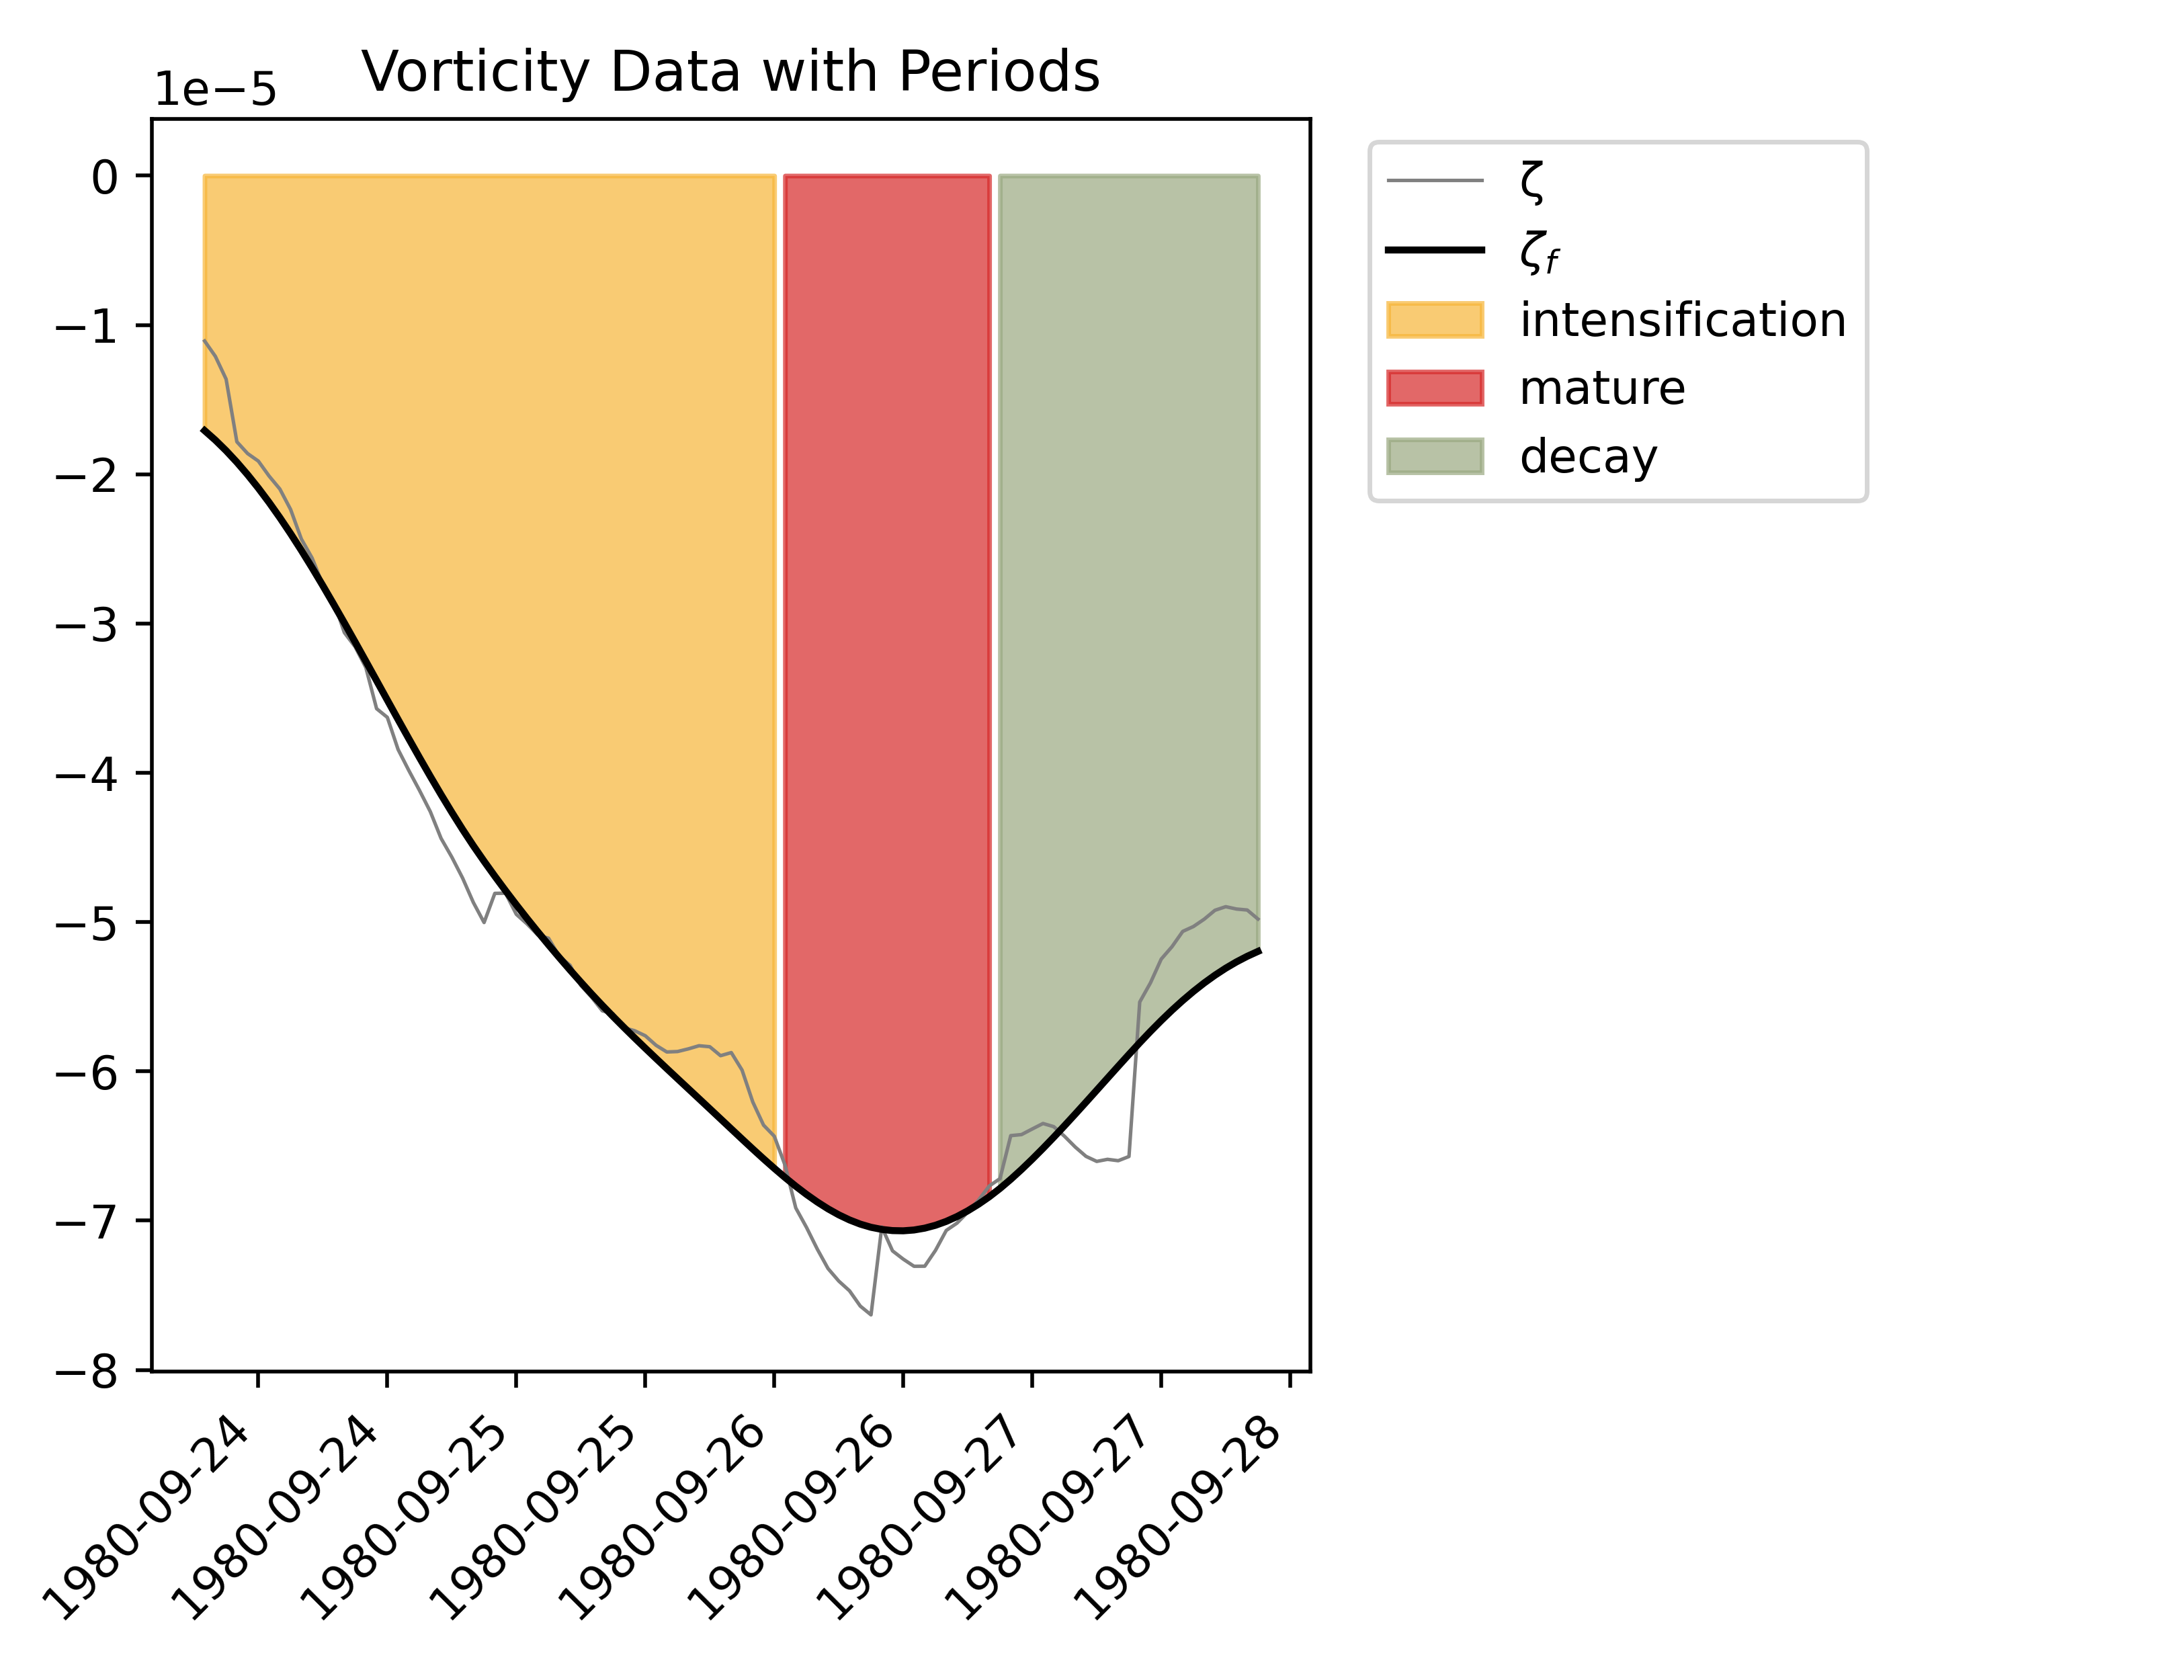 Vorticity Data with Periods
1e−5
0
−1
−2
−3
−4
−5
−6
−7
−8
1980-09-24
1980-09-24
1980-09-25
1980-09-25
1980-09-26
1980-09-26
1980-09-27
1980-09-27
1980-09-28
ζ
ζf
intensification
mature
decay